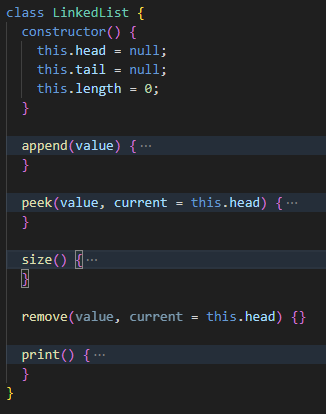 class LinkedList {
constructor() {
this.head = null;
this.tail = null;
this.length = 0;
}
append(value) {···
}
peek(value, current = this.head) {···
}
size() {···
}
remove(value, current = this.head) {}
print() {···
}
}